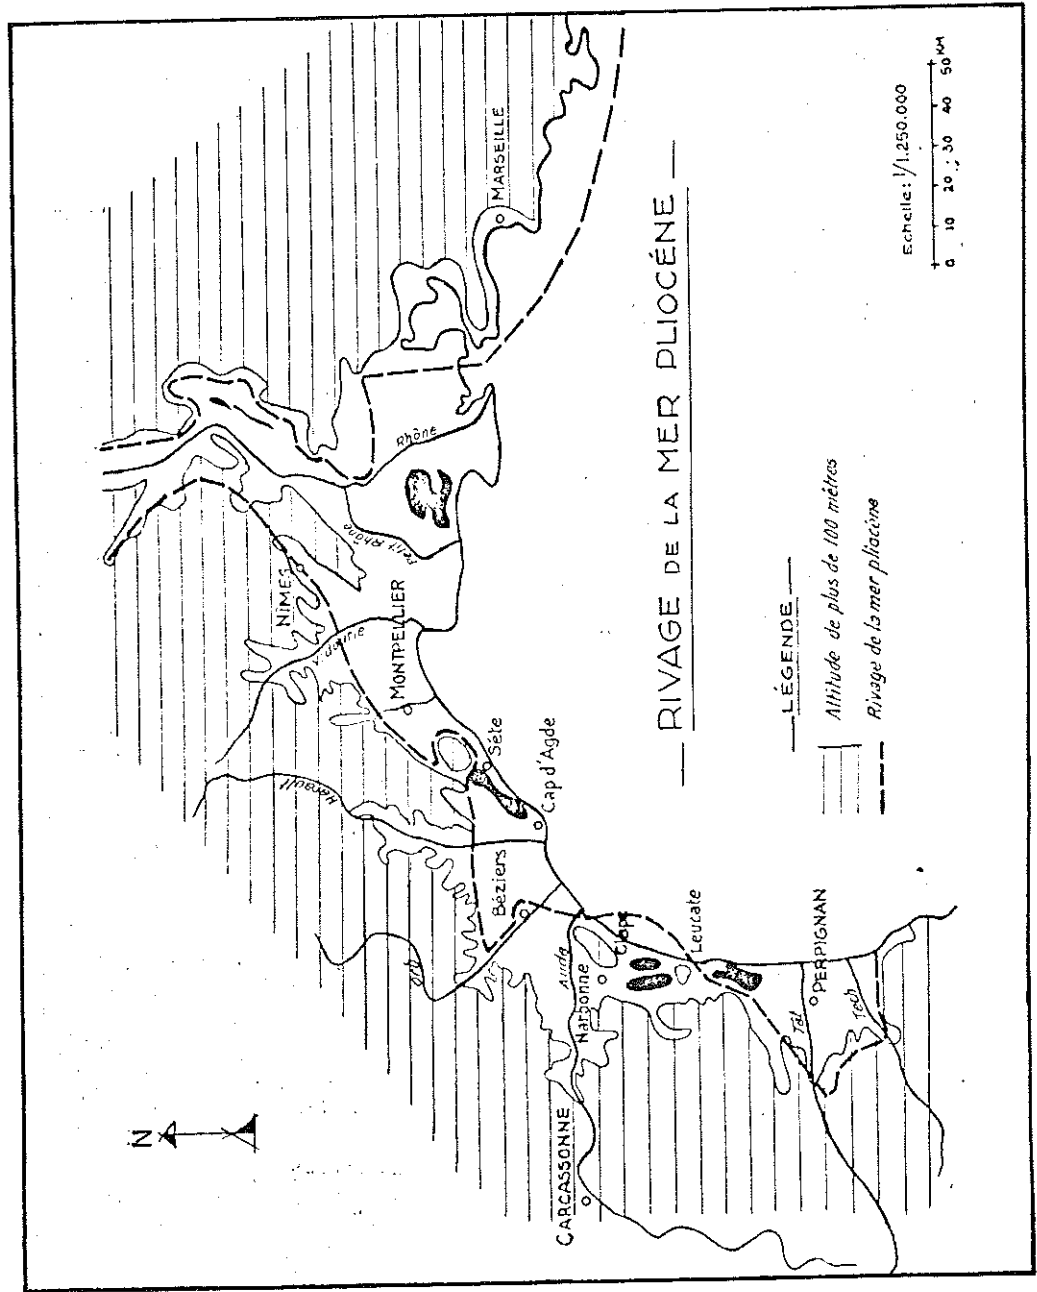 N
NÎMES
MONTPELLIER
MARSEILLE
Rhône
Petit Rhône
Vidourle
Hérault
Orb
Sète
Cap d'Agde
Béziers
Aude
Narbonne
Clape
CARCASSONNE
Leucate
PERPIGNAN
Tech
RIVAGE DE LA MER PLIOCÉNE
LÉGENDE
Altitude de plus de 100 mètres
Rivage de la mer pliocène
Echelle: 1/1.250.000
0 10 20 30 40 50 KM